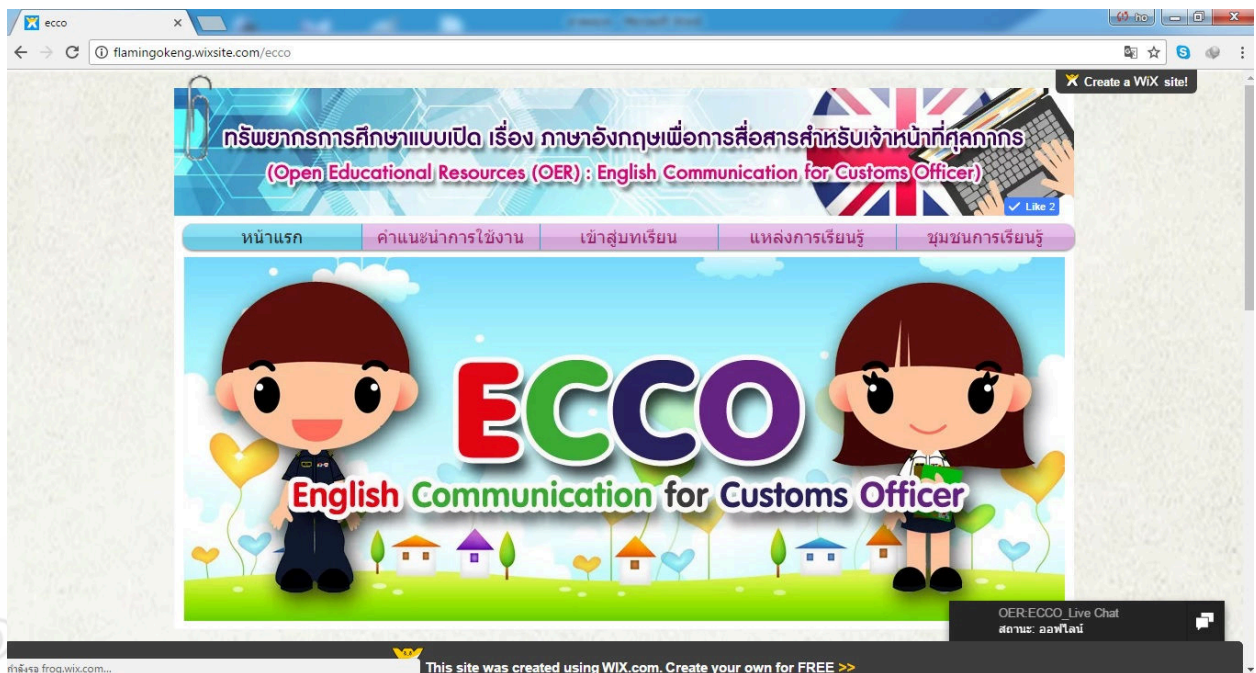 ecco
flamingokeng.wixsite.com/ecco
Create a WiX site!
ทรัพยากรการศึกษาแบบเปิด เรื่อง ภาษาอังกฤษเพื่อการสื่อสารสำหรับเจ้าหน้าที่ศุลกากร
(Open Educational Resources (OER) : English Communication for Customs Officer)
Like 2
หน้าแรก คำแนะนำการใช้งาน เข้าสู่บทเรียน แหล่งการเรียนรู้ ชุมชนการเรียนรู้
ECCO
English Communication for Customs Officer
OER:ECCO_Live Chat
สถานะ: ออฟไลน์
This site was created using WIX.com. Create your own for FREE >>
กำลังรอ frog.wix.com...